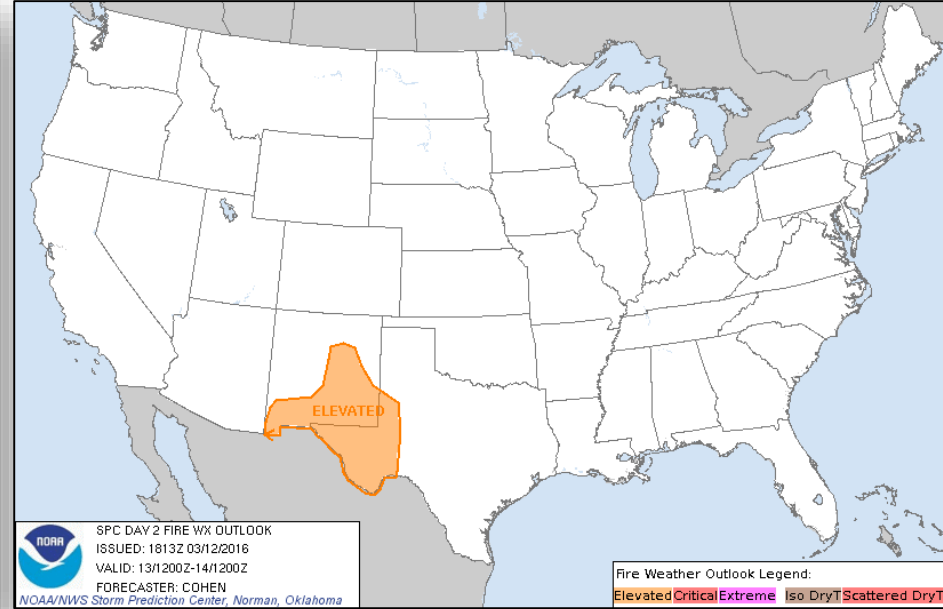 ELEVATED
NOAA
SPC DAY 2 FIRE WX OUTLOOK
ISSUED: 1813Z 03/12/2016
VALID: 13/1200Z-14/1200Z
FORECASTER: COHEN
NOAA/NWS Storm Prediction Center, Norman, Oklahoma
Fire Weather Outlook Legend:
Elevated Critical Extreme Iso DryT Scattered DryT